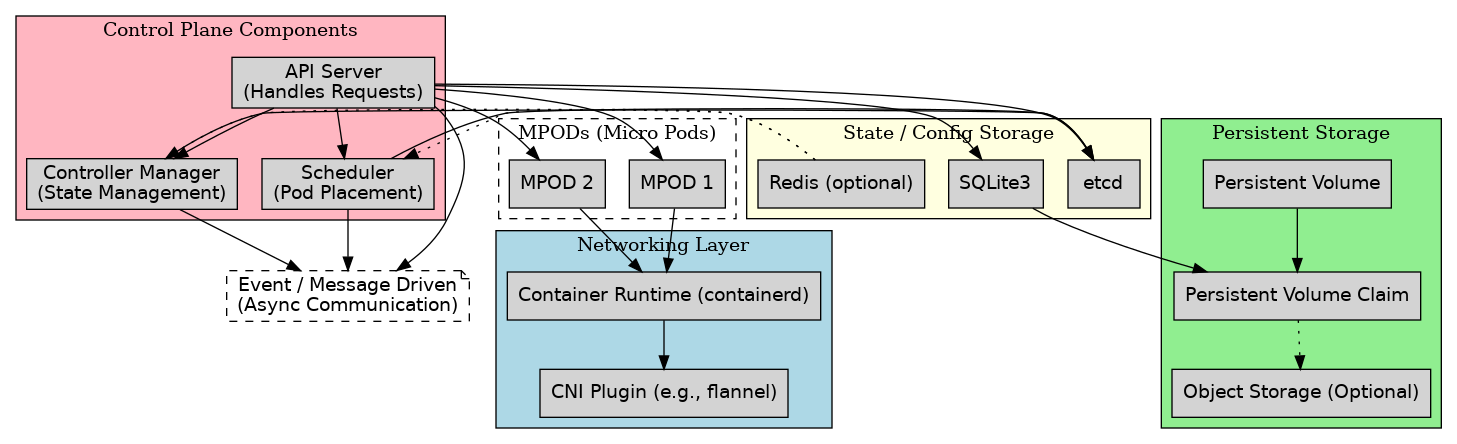 Control Plane Components
API Server
(Handles Requests)
Controller Manager
(State Management)
Scheduler
(Pod Placement)
Event / Message Driven
(Async Communication)
MPODs (Micro Pods)
MPOD 2
MPOD 1
Networking Layer
Container Runtime (containerd)
CNI Plugin (e.g., flannel)
State / Config Storage
Redis (optional)
SQLite3
etcd
Persistent Storage
Persistent Volume
Persistent Volume Claim
Object Storage (Optional)